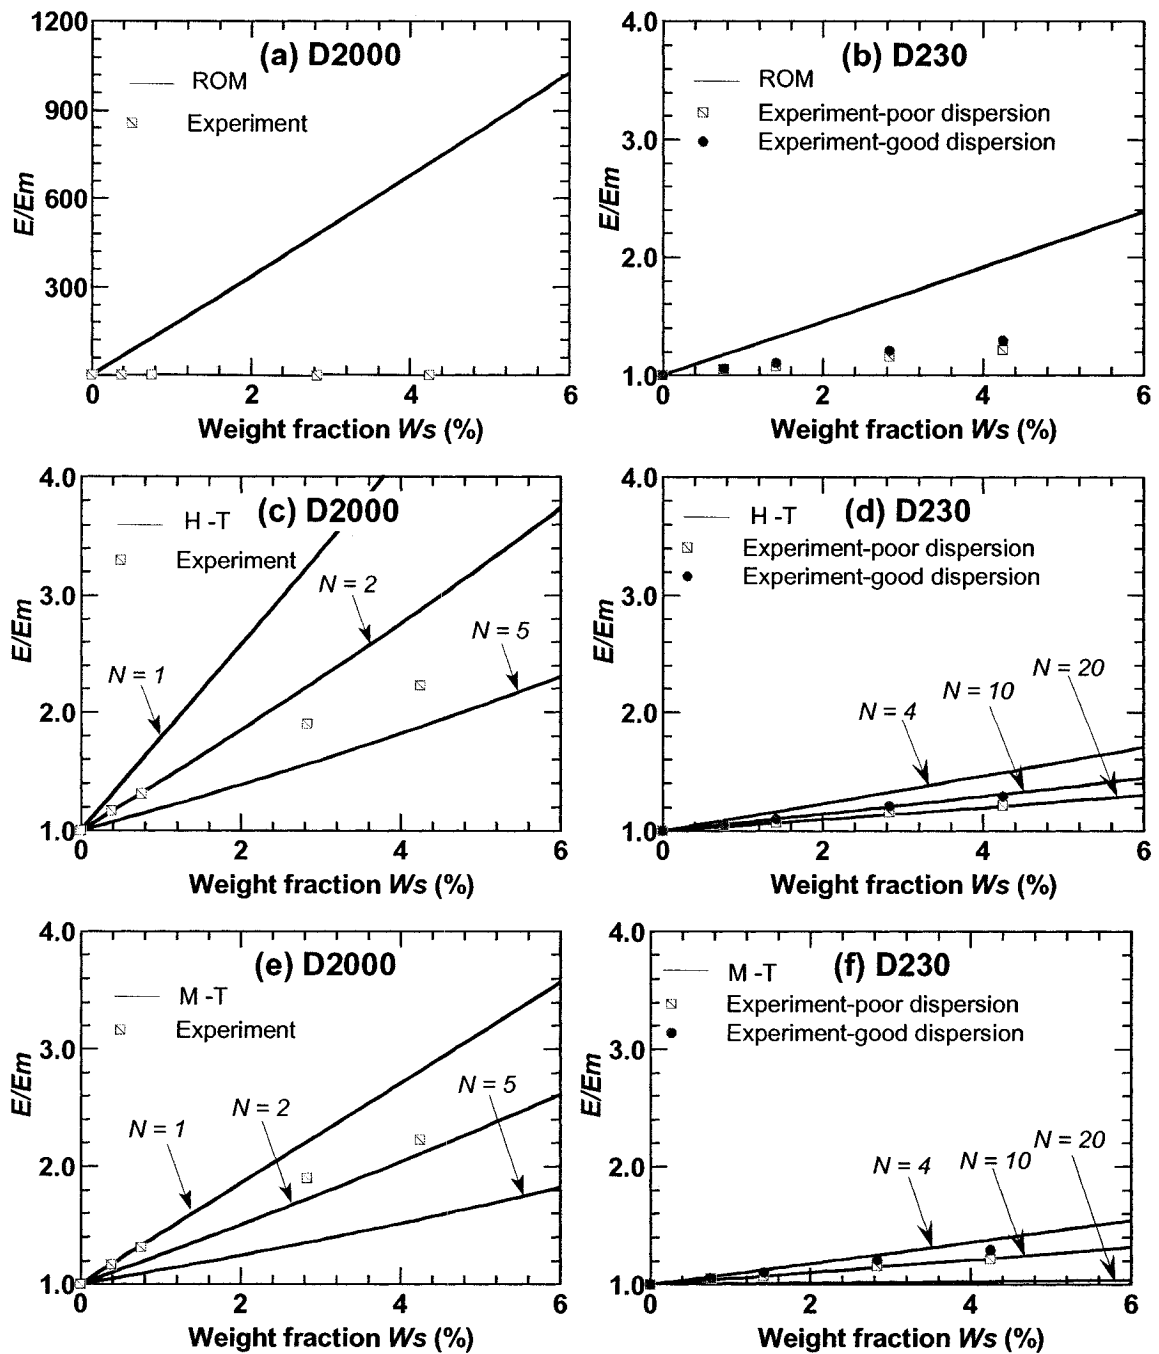 (a) D2000
ROM
Experiment
1200
900
600
300
0
0 2 4 6
E/Em
Weight fraction Ws (%)
(b) D230
ROM
Experiment-poor dispersion
Experiment-good dispersion
4.0
3.0
2.0
1.0
0 2 4 6
E/Em
Weight fraction Ws (%)
(c) D2000
H -T
Experiment
N = 1
N = 2
N = 5
4.0
3.0
2.0
1.0
0 2 4 6
E/Em
Weight fraction Ws (%)
(d) D230
H -T
Experiment-poor dispersion
Experiment-good dispersion
N = 4
N = 10
N = 20
4.0
3.0
2.0
1.0
0 2 4 6
E/Em
Weight fraction Ws (%)
(e) D2000
M -T
Experiment
N = 1
N = 2
N = 5
4.0
3.0
2.0
1.0
0 2 4 6
E/Em
Weight fraction Ws (%)
(f) D230
M -T
Experiment-poor dispersion
Experiment-good dispersion
N = 4
N = 10
N = 20
4.0
3.0
2.0
1.0
0 2 4 6
E/Em
Weight fraction Ws (%)